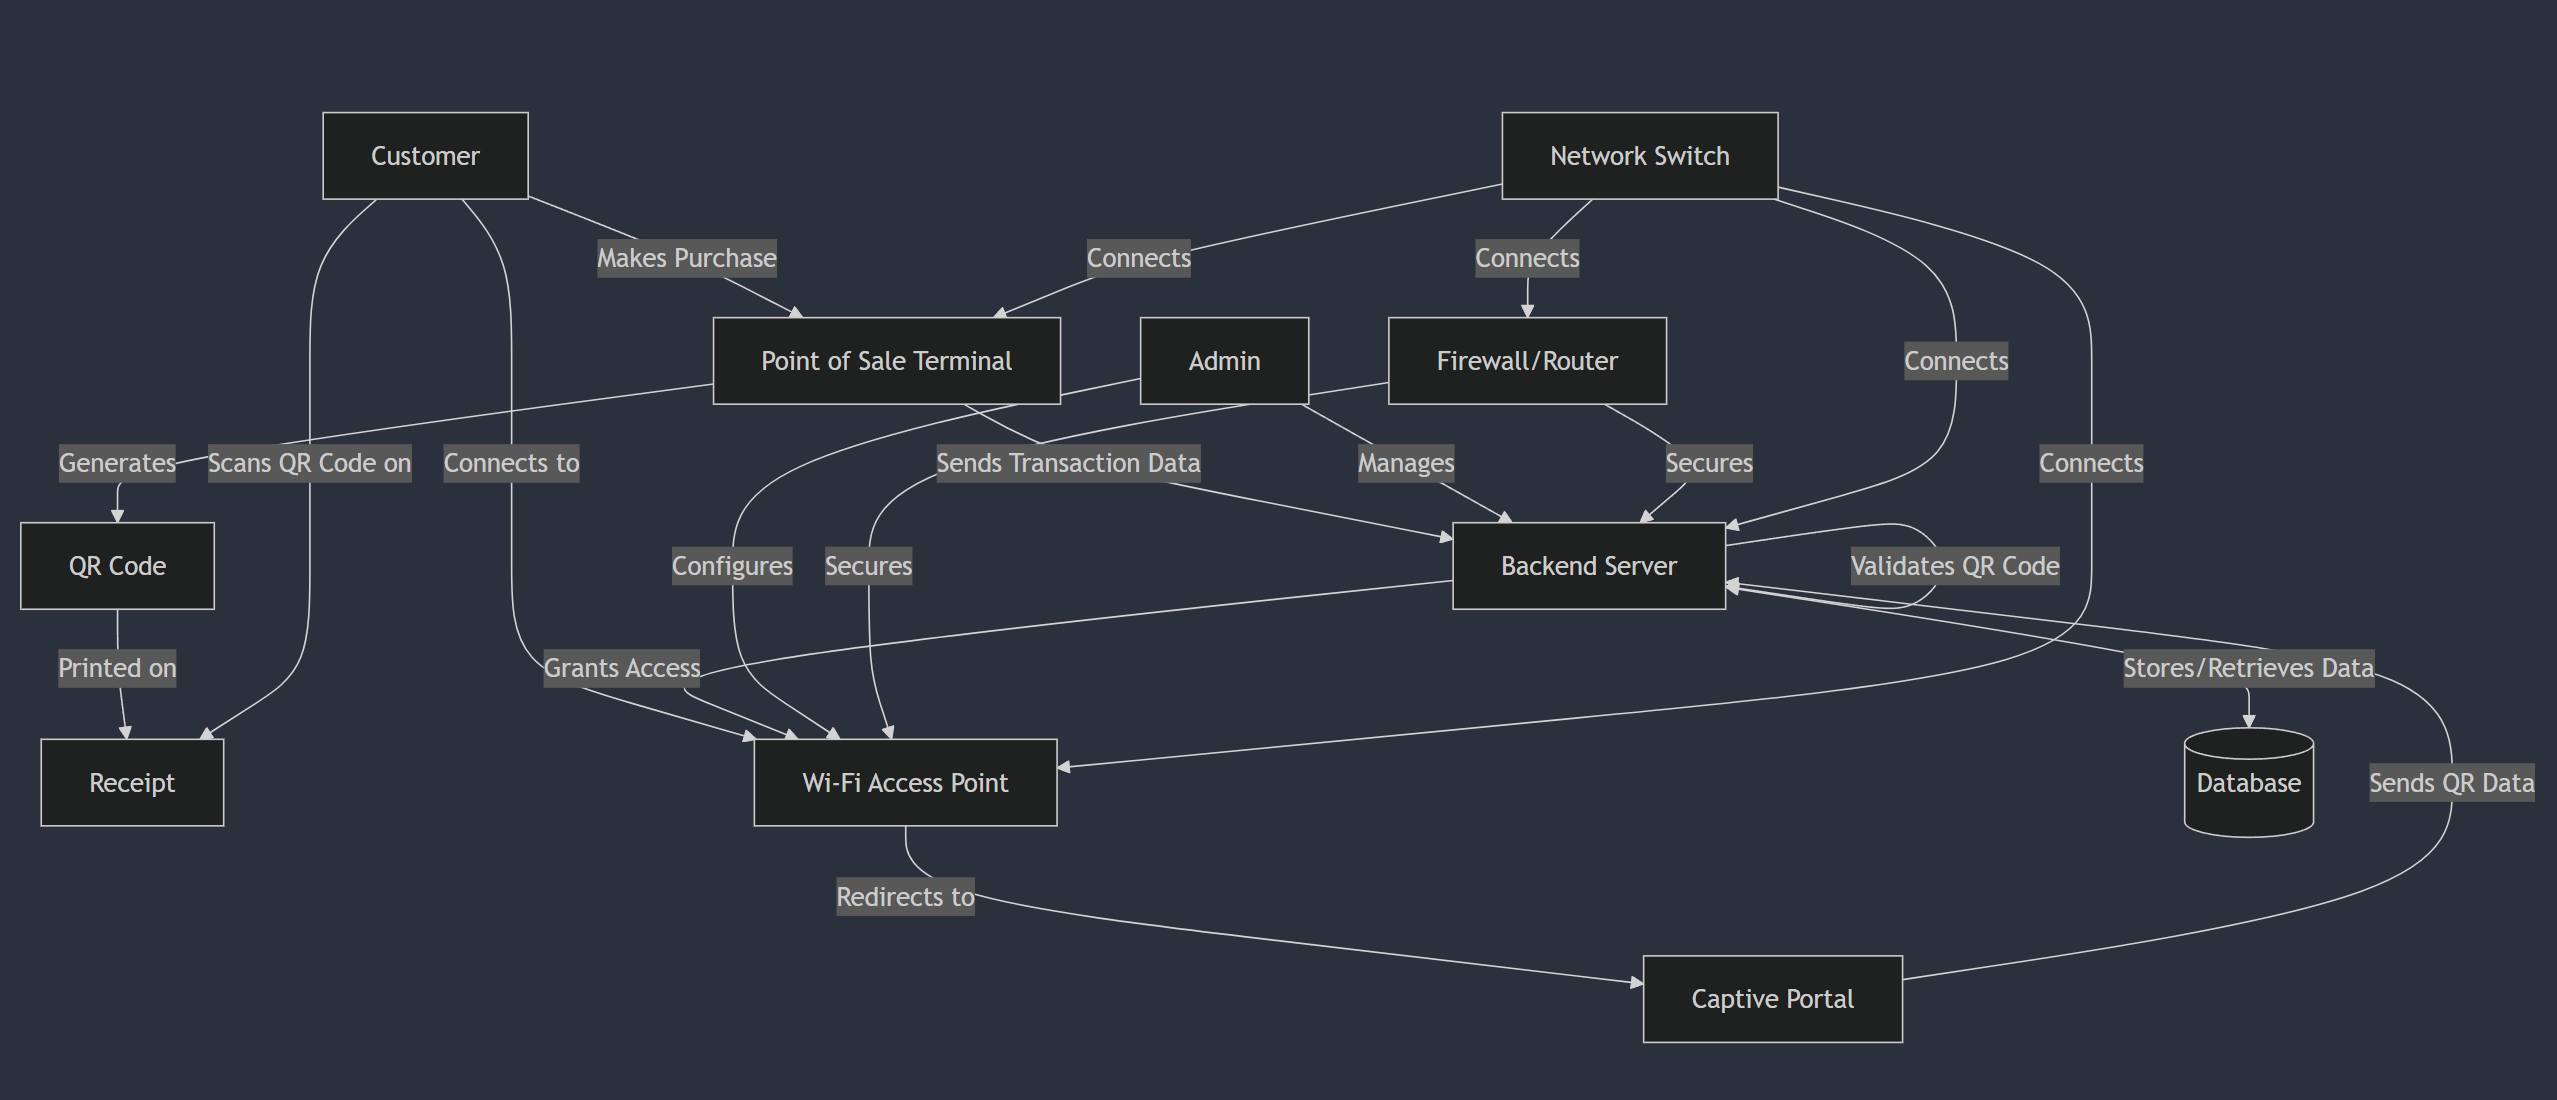 Customer
Network Switch
Makes Purchase
Connects
Connects
Point of Sale Terminal
Admin
Firewall/Router
Connects
Generates
Scans QR Code on
Connects to
Sends Transaction Data
Manages
Secures
Connects
QR Code
Configures
Secures
Backend Server
Validates QR Code
Printed on
Grants Access
Stores/Retrieves Data
Receipt
Wi-Fi Access Point
Database
Sends QR Data
Redirects to
Captive Portal